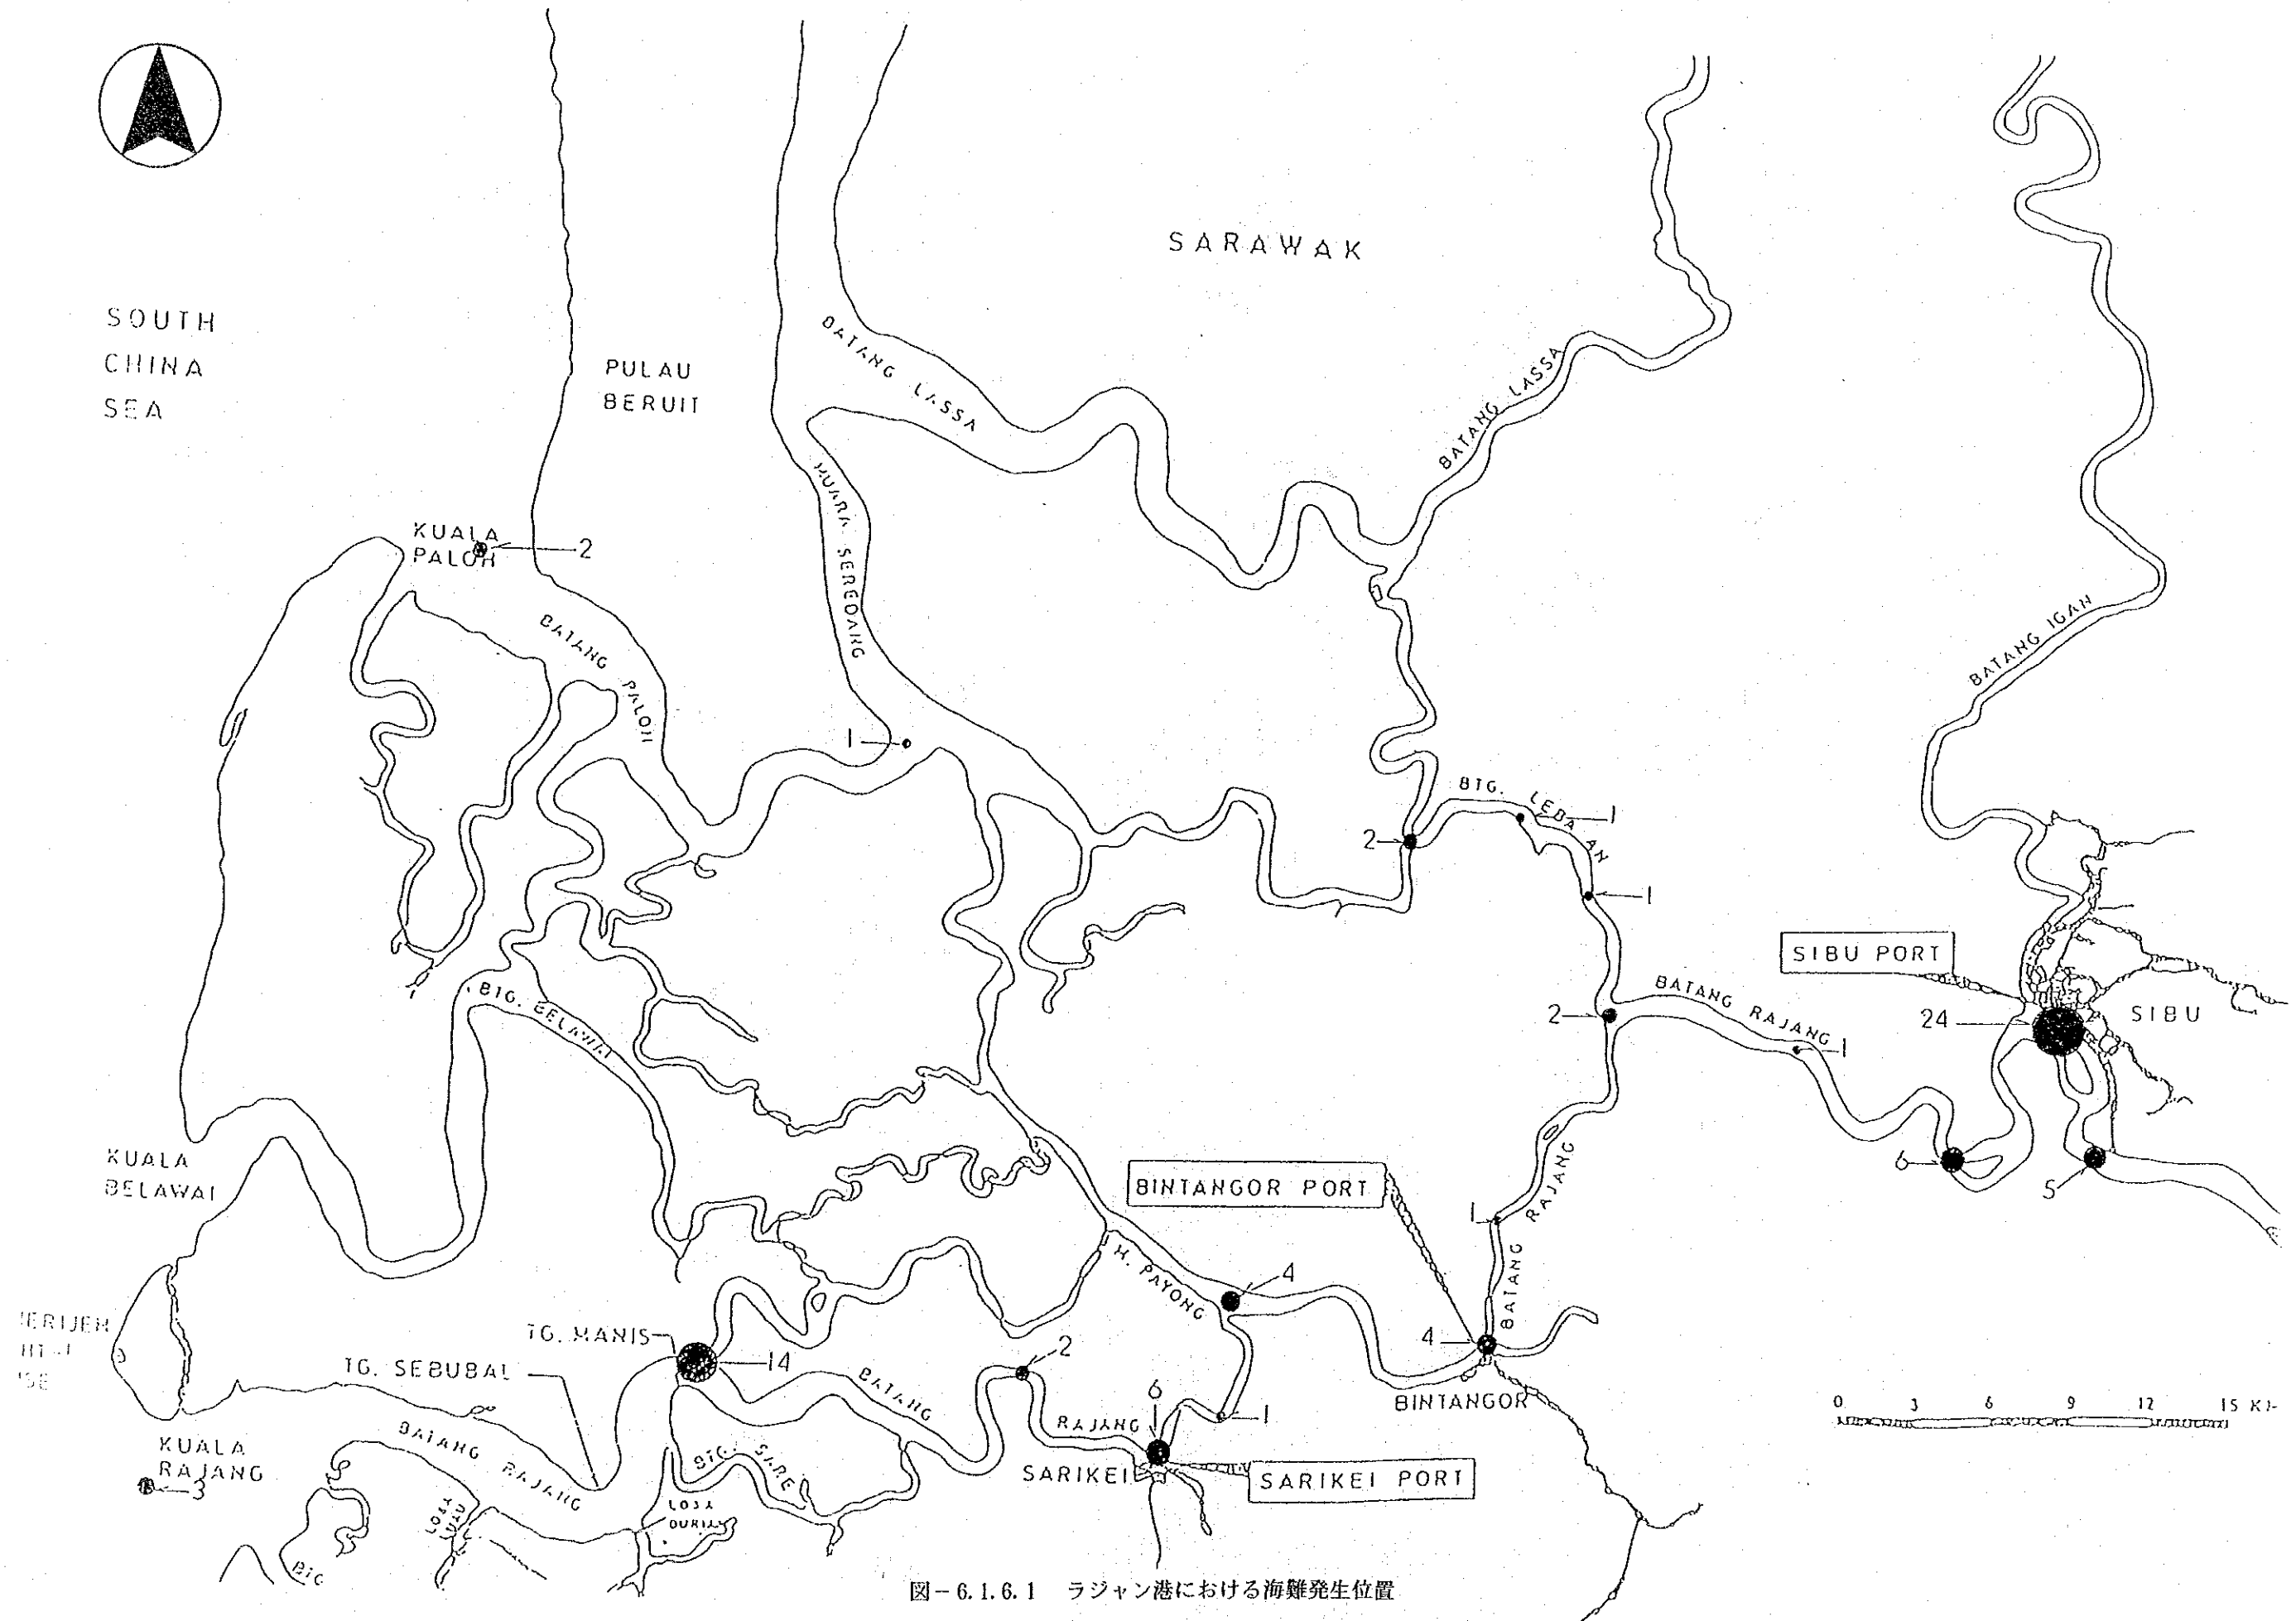 SARAWAK
SOUTH
CHINA
SEA
PULAU
BERUIT
BATANG LASSA
BATANG LASSA
MUARA SEREDANG
KUALA
PALOH
2
BATANG PALOH
BATANG IGAN
1
BTG. LEBAAN
1
2
1
SIBU PORT
BATANG RAJANG
SIBU
24
2
1
BTG. BELAWAI
KUALA
BELAWAI
6
5
BINTANGOR PORT
BATANG RAJANG
1
H. PAYONG
4
4
BINTANGOR
TG. MANIS
14
TG. SEBUBAL
2
6
1
BATANG RAJANG
SARIKEI
SARIKEI PORT
BTG. SARE
BATANG RAJANG
KUALA
RAJANG
3
LOBA
BTG
0 3 6 9 12 15
図-6.1.6.1 ラジャン港における海難発生位置